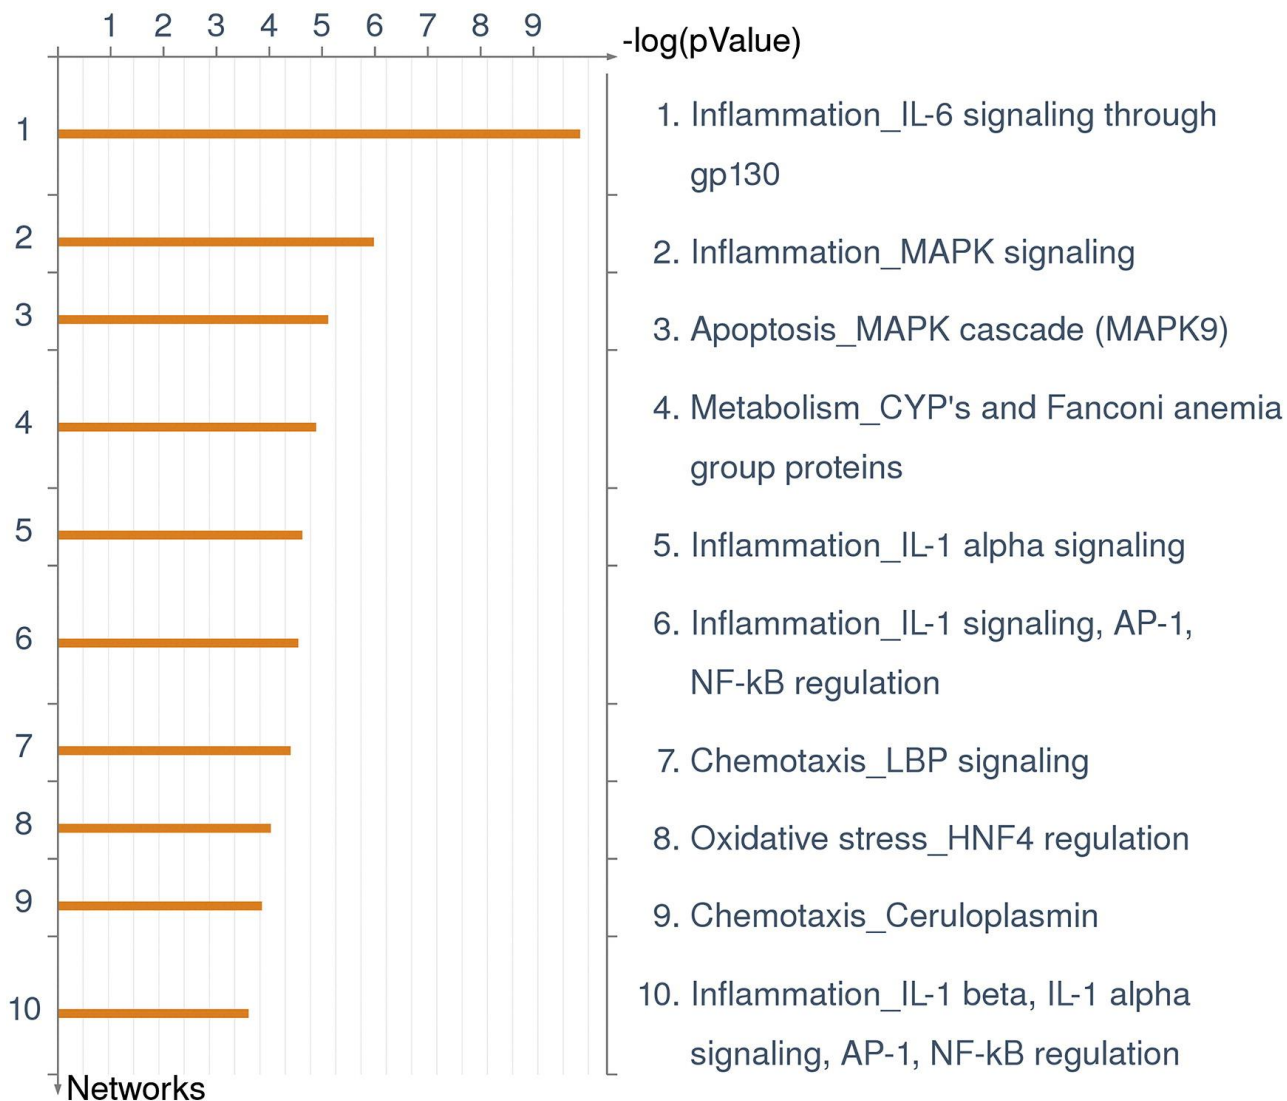 1 2 3 4 5 6 7 8 9
-log(pValue)
1
1. Inflammation_IL-6 signaling through
gp130
2
2. Inflammation_MAPK signaling
3
3. Apoptosis_MAPK cascade (MAPK9)
4
4. Metabolism_CYP's and Fanconi anemia
group proteins
5
5. Inflammation_IL-1 alpha signaling
6
6. Inflammation_IL-1 signaling, AP-1,
NF-kB regulation
7
7. Chemotaxis_LBP signaling
8
8. Oxidative stress_HNF4 regulation
9
9. Chemotaxis_Ceruloplasmin
10
10. Inflammation_IL-1 beta, IL-1 alpha
signaling, AP-1, NF-kB regulation
Networks